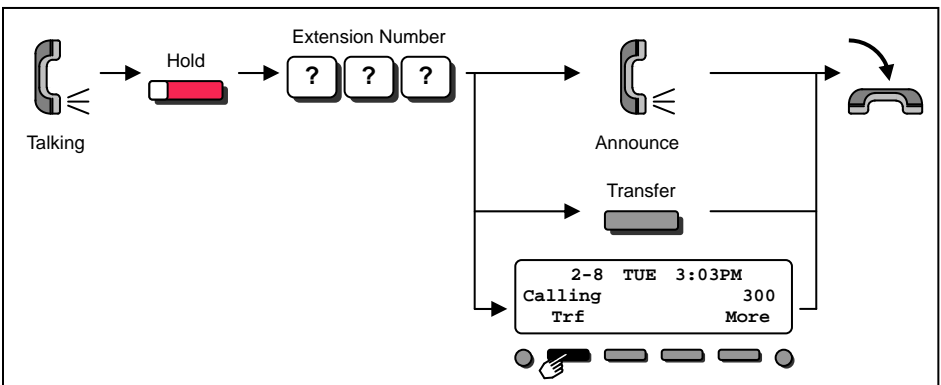 Extension Number
Hold
? ? ?
Talking
Announce
Transfer
2-8 TUE 3:03PM
Calling 300
Trf More